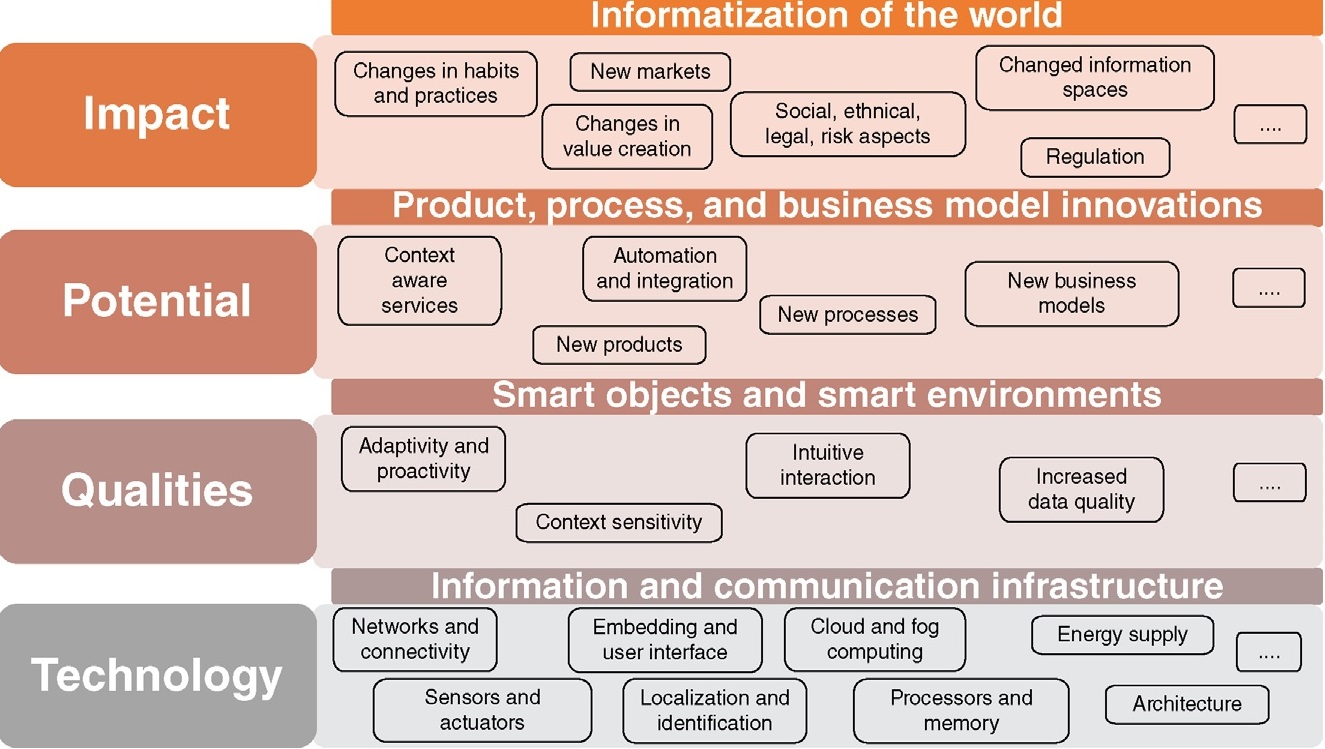 Informatization of the world
Impact
Changes in habits
and practices
New markets
Changes in
value creation
Social, ethnical,
legal, risk aspects
Changed information
spaces
Regulation
....
Product, process, and business model innovations
Potential
Context
aware
services
Automation
and integration
New products
New processes
New business
models
....
Smart objects and smart environments
Qualities
Adaptivity and
proactivity
Context sensitivity
Intuitive
interaction
Increased
data quality
....
Information and communication infrastructure
Technology
Networks and
connectivity
Embedding and
user interface
Cloud and fog
computing
Energy supply
....
Sensors and
actuators
Localization and
identification
Processors and
memory
Architecture